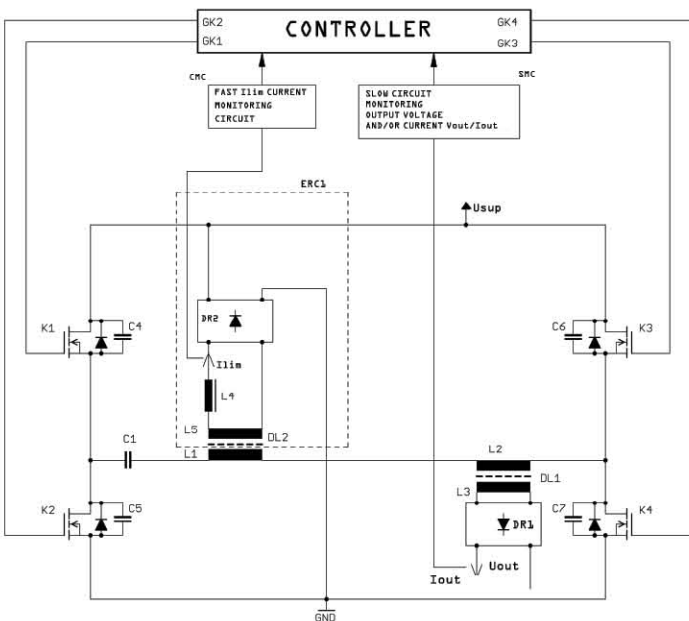 GK2
CONTROLLER
GK4
GK1
GK3
CMC
SMC
FAST Ilim CURRENT
MONITORING
CIRCUIT
SLOW CIRCUIT
MONITORING
OUTPUT VOLTAGE
AND/OR CURRENT Vout/Iout
ERC1
Usup
DR2
K1
C4
C6
K3
Ilim
L4
L5
DL2
C1
L1
L2
L3
DL1
K2
C5
C7
K4
DR1
Iout
Uout
GND